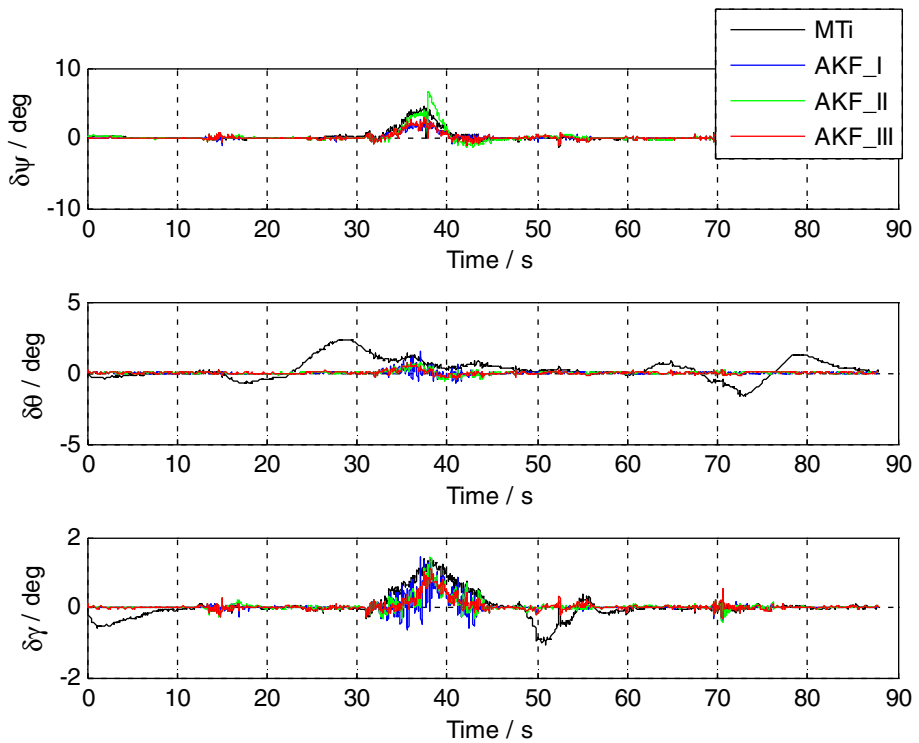 MTi
AKF_I
AKF_II
AKF_III
10
0
-10
δψ / deg
0 10 20 30 40 50 60 70 80 90
Time / s
5
0
-5
δθ / deg
0 10 20 30 40 50 60 70 80 90
Time / s
2
0
-2
δγ / deg
0 10 20 30 40 50 60 70 80 90
Time / s